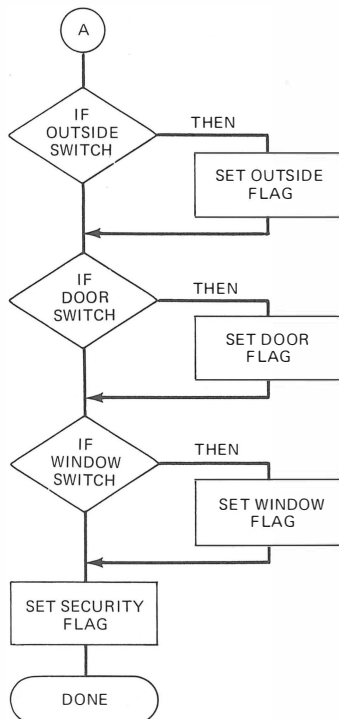 A
IF
OUTSIDE
SWITCH
THEN
SET OUTSIDE
FLAG
IF
DOOR
SWITCH
THEN
SET DOOR
FLAG
IF
WINDOW
SWITCH
THEN
SET WINDOW
FLAG
SET SECURITY
FLAG
DONE